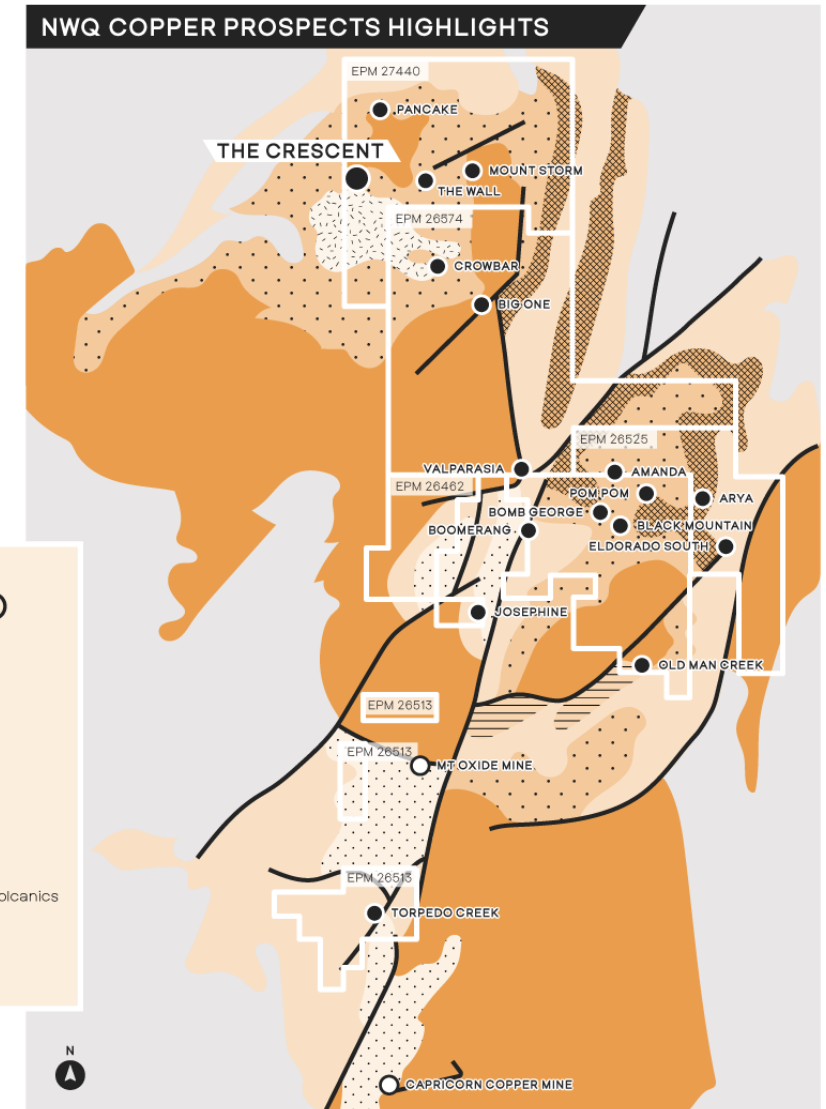 NWQ COPPER PROSPECTS HIGHLIGHTS
EPM 27440
PANCAKE
THE CRESCENT
MOUNT STORM
THE WALL
EPM 26574
CROWBAR
BIG ONE
EPM 26525
VALPARASIA
AMANDA
EPM 26462
POM POM
ARYA
BOMB GEORGE
BLACK MOUNTAIN
BOOMERANG
ELDORADO SOUTH
JOSEPHINE
OLD MAN CREEK
EPM 26513
EPM 26513
MT OXIDE MINE
EPM 26513
olcanics
TORPEDO CREEK
N
CAPRICORN COPPER MINE